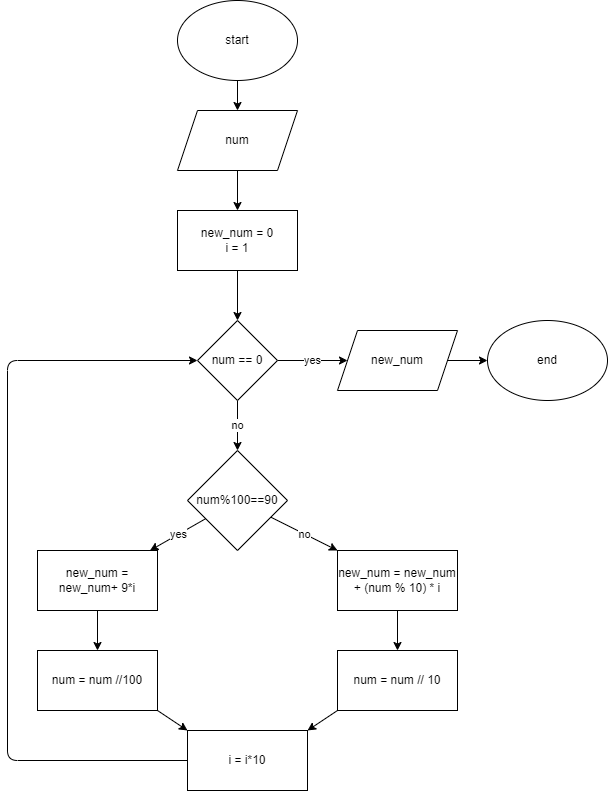 start
num
new_num = 0
i = 1
num == 0
yes
new_num
end
no
num%100==90
yes
no
new_num =
new_num+ 9*i
new_num = new_num
+ (num % 10) * i
num = num //100
num = num // 10
i = i*10